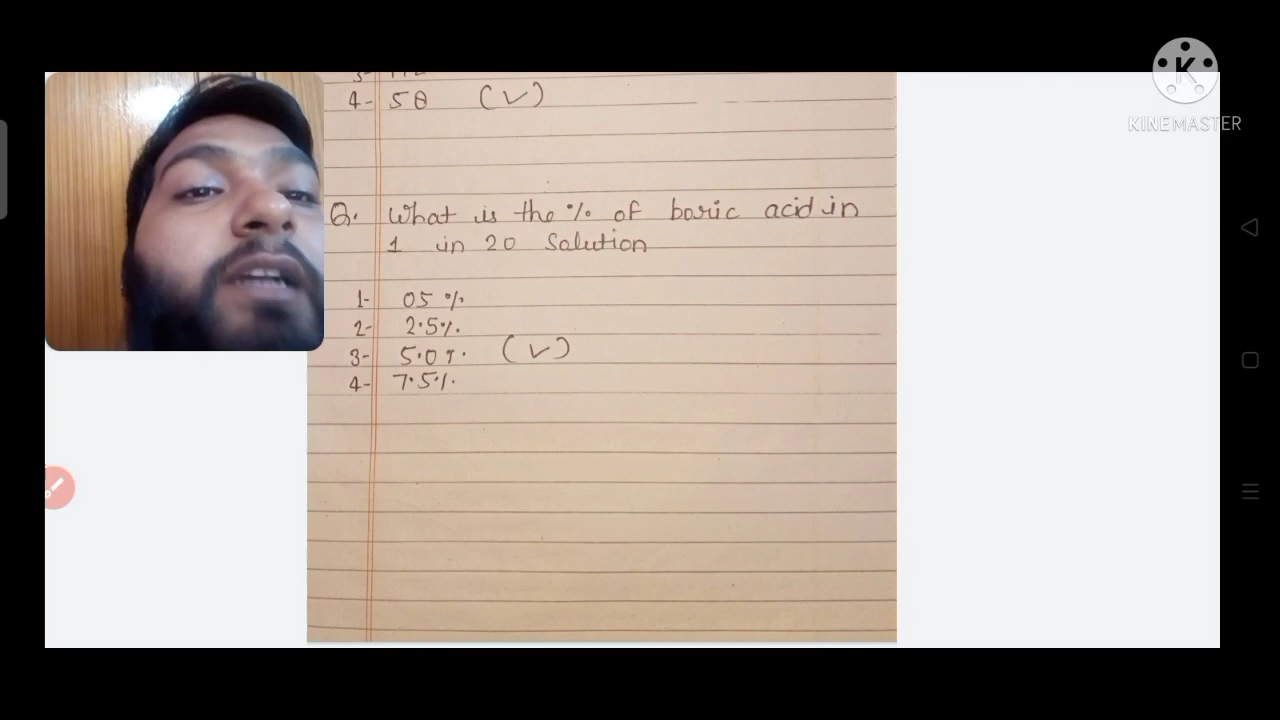 4- 50 (✓)
KINEMASTER
Q. What is the % of boric acid in
1 in 20 Solution
1- 05 %
2- 2.5%.
3- 5.0%. (✓)
4- 7.5%.